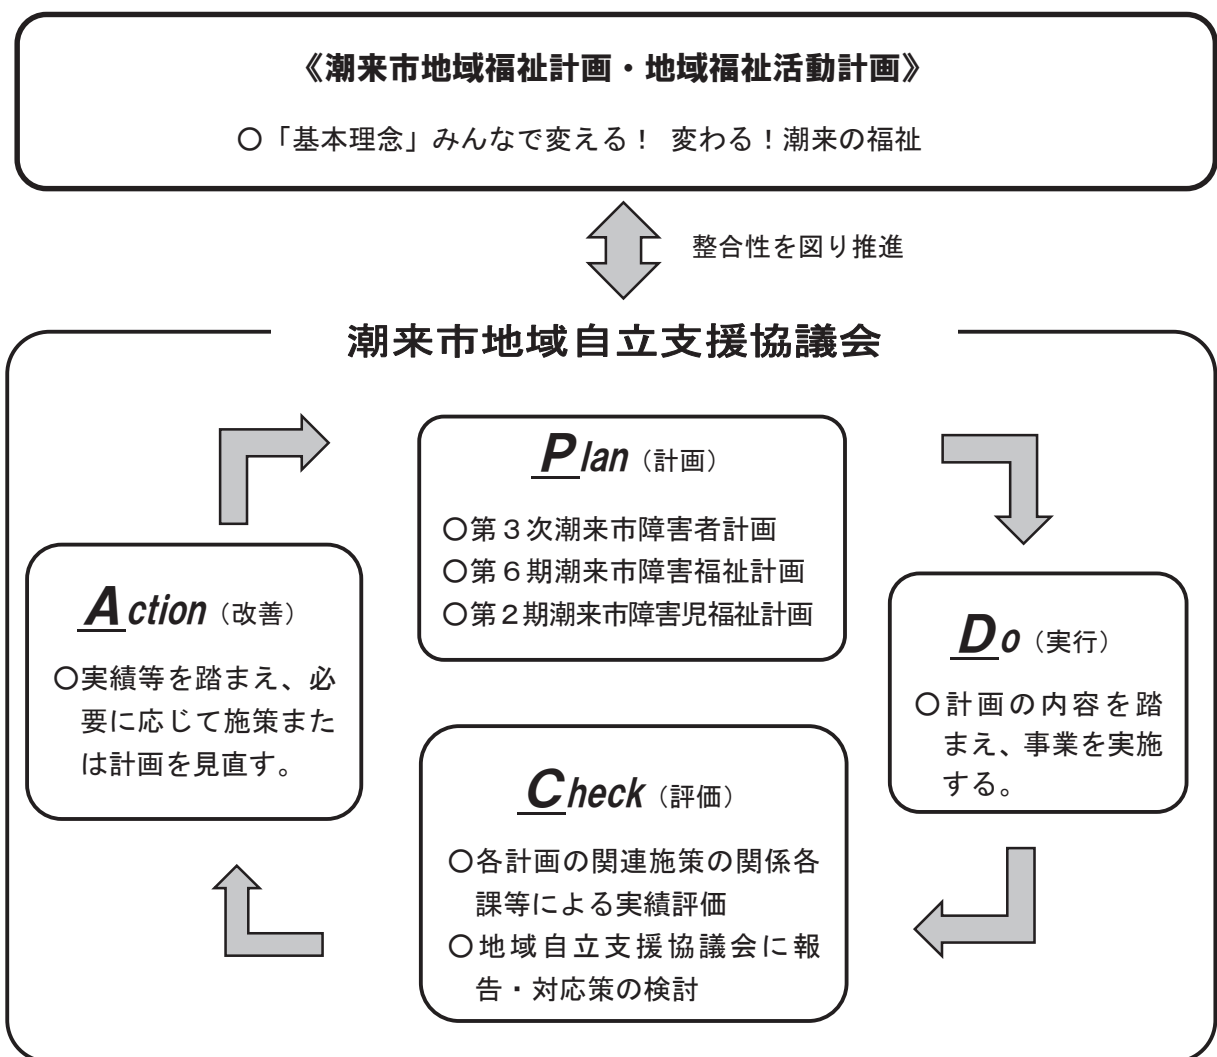 《潮来市地域福祉計画・地域福祉活動計画》
○「基本理念」みんなで変える！ 変わる！潮来の福祉
整合性を図り推進
潮来市地域自立支援協議会
Plan（計画）
○第３次潮来市障害者計画
○第６期潮来市障害福祉計画
○第２期潮来市障害児福祉計画
Do（実行）
○計画の内容を踏
まえ、事業を実施
する。
Check（評価）
○各計画の関連施策の関係各
課等による実績評価
○地域自立支援協議会に報
告・対応策の検討
Action（改善）
○実績等を踏まえ、必
要に応じて施策また
は計画を見直す。